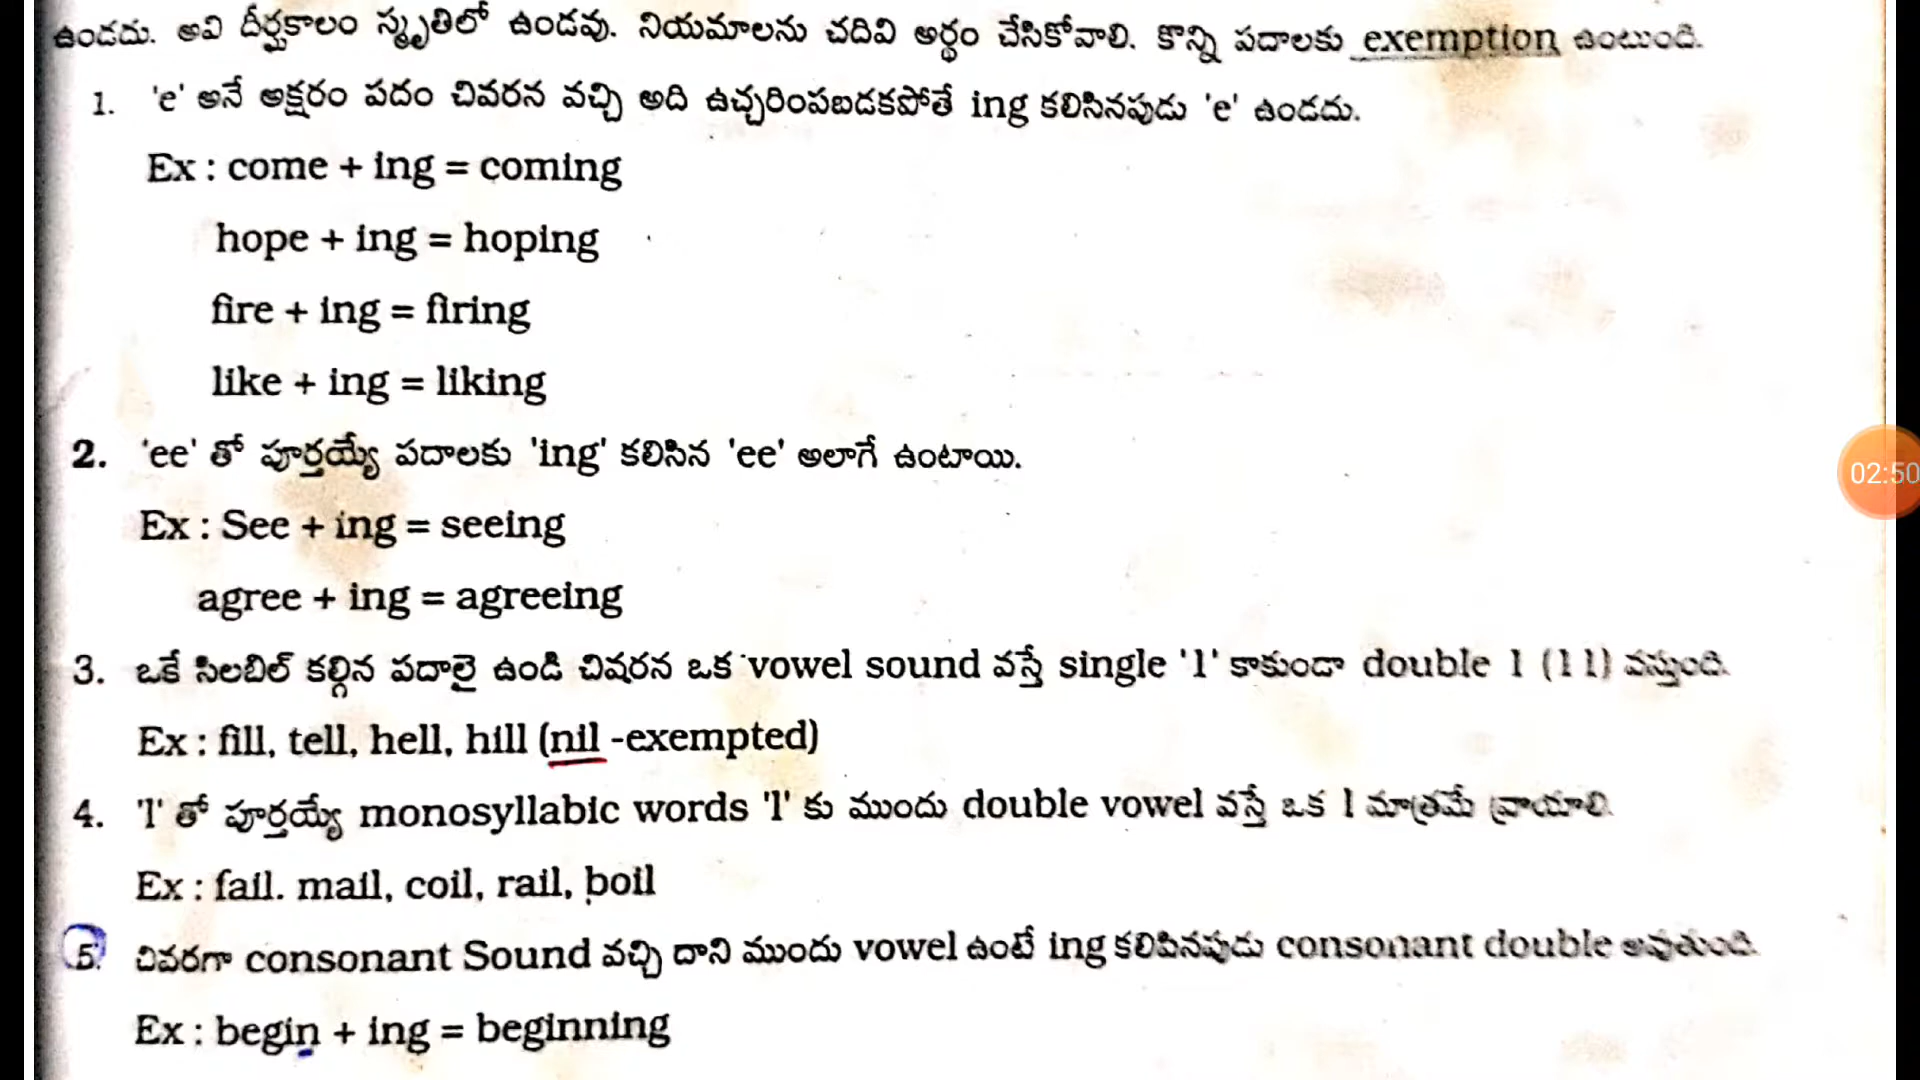 ఉండదు. అవి దీర్ఘకాలం స్మృతిలో ఉండవు. నియమాలను చదివి అర్థం చేసికోవాలి. కొన్ని పదాలకు exemption ఉంటుంది.
1. 'e' అనే అక్షరం పదం చివరన వచ్చి అది ఉచ్చరింపబడకపోతే ing కలిసినపుడు 'e' ఉండదు.
Ex : come + ing = coming
hope + ing = hoping
fire + ing = firing
like + ing = liking
2. 'ee' తో పూర్తయ్యే పదాలకు 'ing' కలిసిన 'ee' అలాగే ఉంటాయి.
02:50
Ex : See + ing = seeing
agree + ing = agreeing
3. ఒకే సిలబిల్ కల్గిన పదాలై ఉండి చివరన ఒక vowel sound వస్తే single 'l' కాకుండా double l (l l) వస్తుంది.
Ex : fill, tell, hell, hill (nil -exempted)
4. 'l' తో పూర్తయ్యే monosyllabic words 'l' కు ముందు double vowel వస్తే ఒక l మాత్రమే వ్రాయాలి.
Ex : fail. mail, coil, rail, boil
5. చివరగా consonant Sound వచ్చి దాని ముందు vowel ఉంటే ing కలిపినపుడు consonant double అవుతుంది.
Ex : begin + ing = beginning